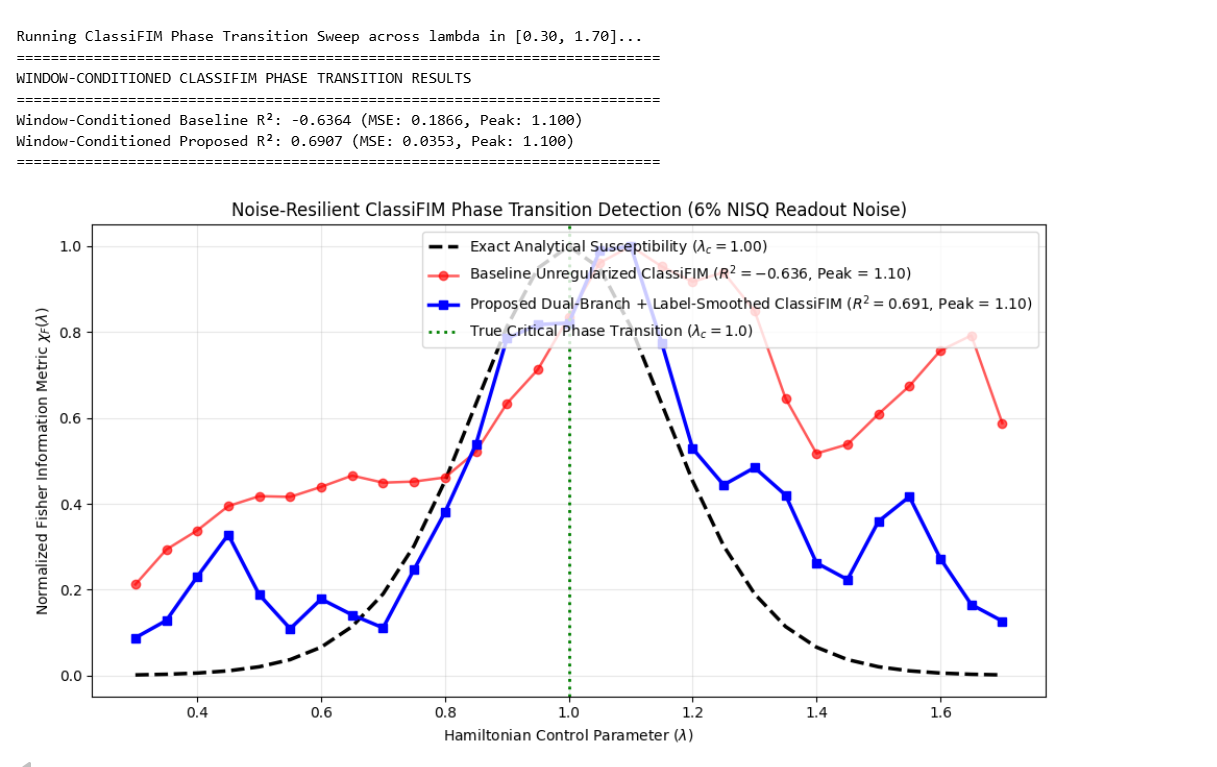 Running ClassiFIM Phase Transition Sweep across lambda in [0.30, 1.70]...
===========================================================================
WINDOW-CONDITIONED CLASSIFIM PHASE TRANSITION RESULTS
===========================================================================
Window-Conditioned Baseline R²: -0.6364 (MSE: 0.1866, Peak: 1.100)
Window-Conditioned Proposed R²: 0.6907 (MSE: 0.0353, Peak: 1.100)
===========================================================================
Noise-Resilient ClassiFIM Phase Transition Detection (6% NISQ Readout Noise)
Exact Analytical Susceptibility (λc = 1.00)
Baseline Unregularized ClassiFIM (R² = −0.636, Peak = 1.10)
Proposed Dual-Branch + Label-Smoothed ClassiFIM (R² = 0.691, Peak = 1.10)
True Critical Phase Transition (λc = 1.0)
Normalized Fisher Information Metric χF(λ)
1.0
0.8
0.6
0.4
0.2
0.0
0.4 0.6 0.8 1.0 1.2 1.4 1.6
Hamiltonian Control Parameter (λ)